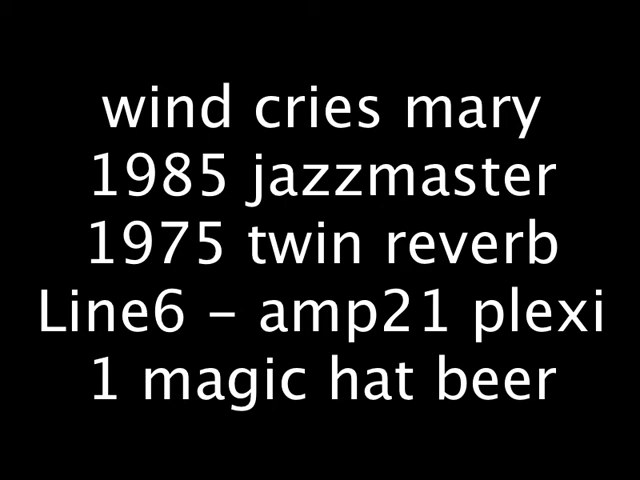 wind cries mary
1985 jazzmaster
1975 twin reverb
Line6 - amp21 plexi
1 magic hat beer